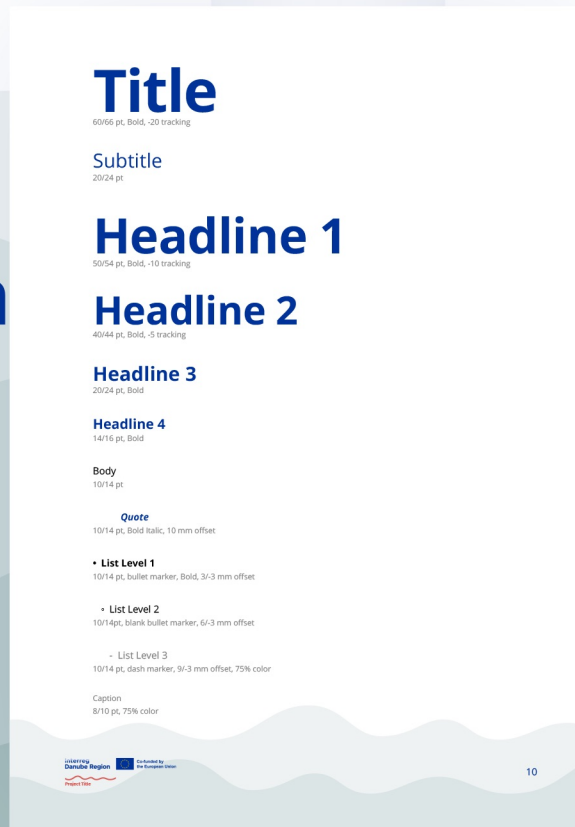 Title
60/66 pt, Bold, -20 tracking
Subtitle
20/24 pt
Headline 1
50/54 pt, Bold, -10 tracking
Headline 2
40/44 pt, Bold, -5 tracking
Headline 3
20/24 pt, Bold
Headline 4
14/16 pt, Bold
Body
10/14 pt
Quote
10/14 pt, Bold Italic, 10 mm offset
• List Level 1
10/14 pt, bullet marker, Bold, 3/-3 mm offset
◦ List Level 2
10/14pt, blank bullet marker, 6/-3 mm offset
- List Level 3
10/14 pt, dash marker, 9/-3 mm offset, 75% color
Caption
8/10 pt, 75% color
Interreg
Danube Region
Co-funded by
the European Union
Project Title
10